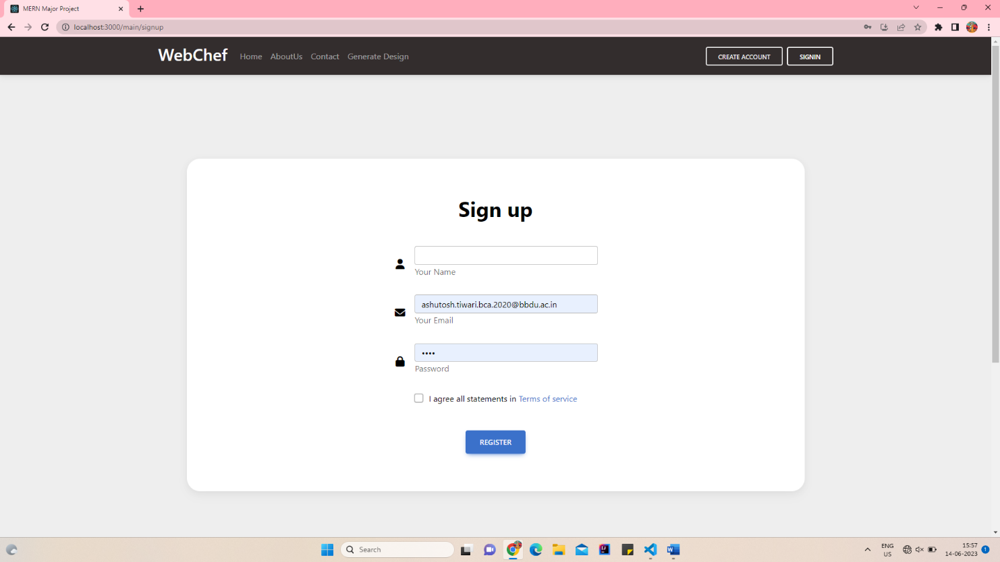 MERN Major Project
localhost:3000/main/signup
WebChef Home AboutUs Contact Generate Design CREATE ACCOUNT SIGNIN
Sign up
Your Name
ashutosh.tiwari.bca.2020@bbdu.ac.in
Your Email
••••
Password
I agree all statements in Terms of service
REGISTER
Search
ENG
US
15:57
14-06-2023
1